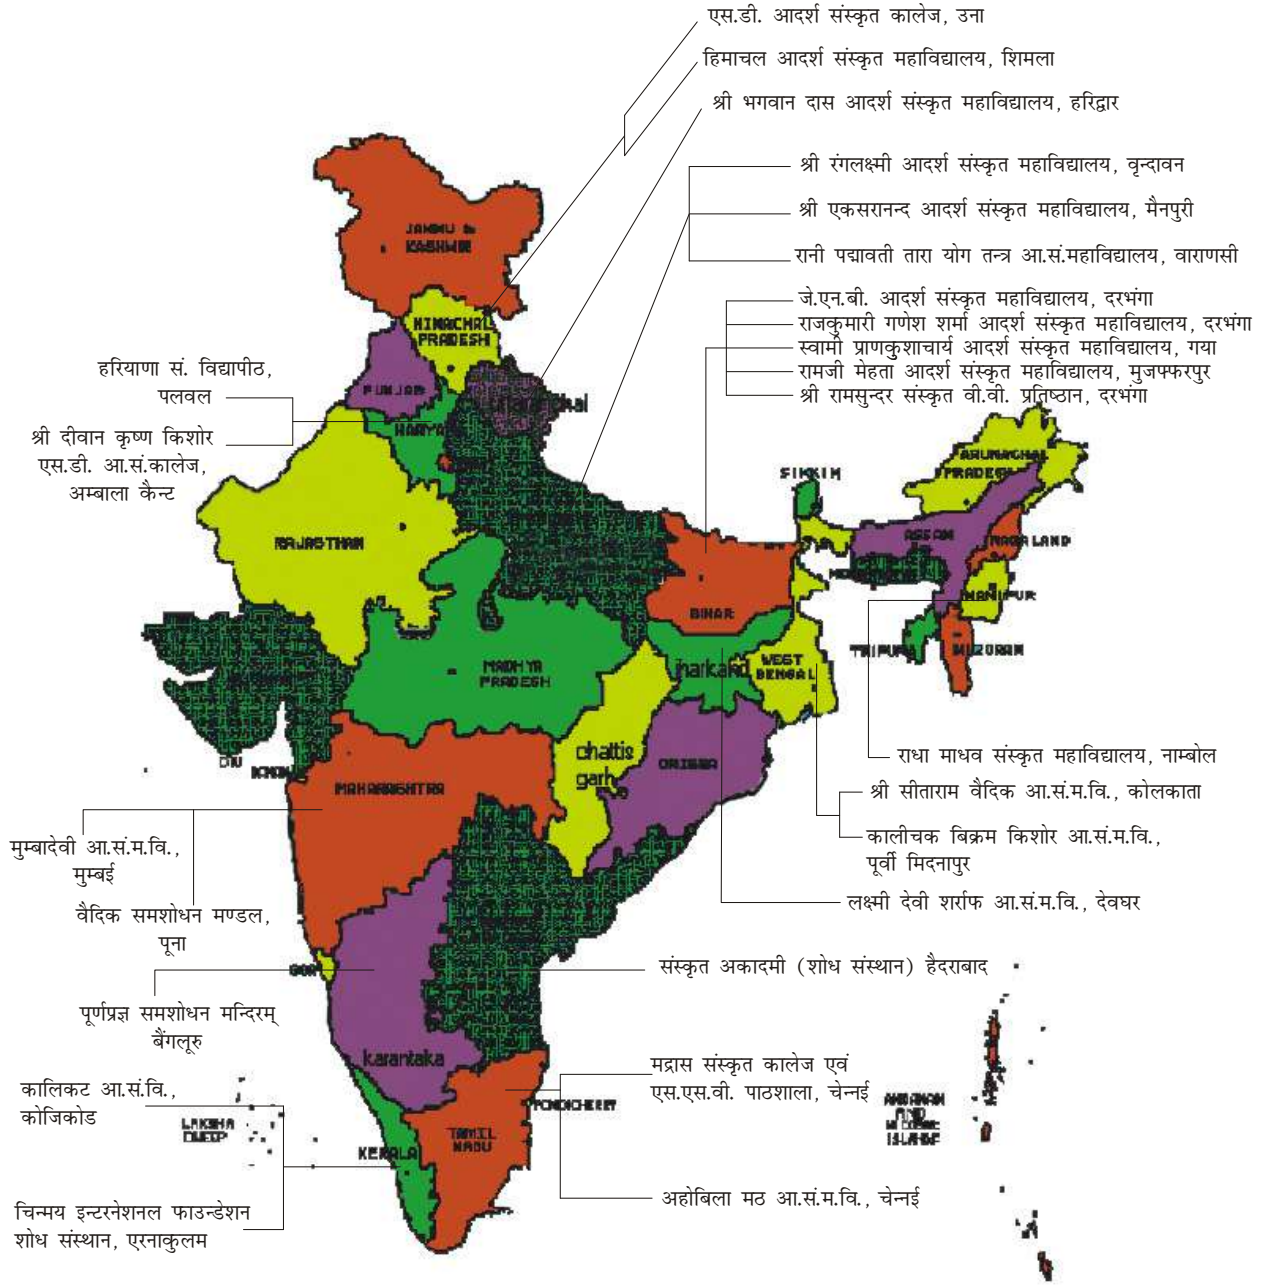 एस.डी. आदर्श संस्कृत कालेज, उना
हिमाचल आदर्श संस्कृत महाविद्यालय, शिमला
श्री भगवान दास आदर्श संस्कृत महाविद्यालय, हरिद्वार
श्री रंगलक्ष्मी आदर्श संस्कृत महाविद्यालय, वृन्दावन
श्री एकसरानन्द आदर्श संस्कृत महाविद्यालय, मैनपुरी
रानी पद्मावती तारा योग तन्त्र आ.सं.महाविद्यालय, वाराणसी
जे.एन.बी. आदर्श संस्कृत महाविद्यालय, दरभंगा
राजकुमारी गणेश शर्मा आदर्श संस्कृत महाविद्यालय, दरभंगा
स्वामी प्राणकुशाचार्य आदर्श संस्कृत महाविद्यालय, गया
रामजी मेहता आदर्श संस्कृत महाविद्यालय, मुजफ्फरपुर
श्री रामसुन्दर संस्कृत वी.वी. प्रतिष्ठान, दरभंगा
हरियाणा सं. विद्यापीठ,
पलवल
श्री दीवान कृष्ण किशोर
एस.डी. आ.सं.कालेज,
अम्बाला कैन्ट
JAMMU &
KASHMIR
HIMACHAL
PRADESH
PUNJAB
HARYA
SIKKIM
ARUNACHAL
PRADESH
ASSAM
NAGALAND
MANIPUR
TRIPURA
MIZORAM
RAJASTHAN
BIHAR
MADHYA
PRADESH
jharkand
WEST
BENGAL
chattis
garh
ORISSA
DIU
MAHARASHTRA
राधा माधव संस्कृत महाविद्यालय, नाम्बोल
श्री सीताराम वैदिक आ.सं.म.वि., कोलकाता
कालीचक बिक्रम किशोर आ.सं.म.वि.,
पूर्वी मिदनापुर
लक्ष्मी देवी शर्राफ आ.सं.म.वि., देवघर
मुम्बादेवी आ.सं.म.वि.,
मुम्बई
वैदिक समशोधन मण्डल,
पूना
GOA
संस्कृत अकादमी (शोध संस्थान) हैदराबाद
पूर्णप्रज्ञ समशोधन मन्दिरम्
बैंगलूरु
karantaka
मद्रास संस्कृत कालेज एवं
एस.एस.वी. पाठशाला, चेन्नई
कालिकट आ.सं.वि.,
कोजिकोड
PONDICHERRY
ANDAMAN
AND
NICOBAR
ISLANDS
LAKSHA
DWEEP
KERALA
TAMIL
NADU
अहोबिला मठ आ.सं.म.वि., चेन्नई
चिन्मय इन्टरनेशनल फाउन्डेशन
शोध संस्थान, एरनाकुलम